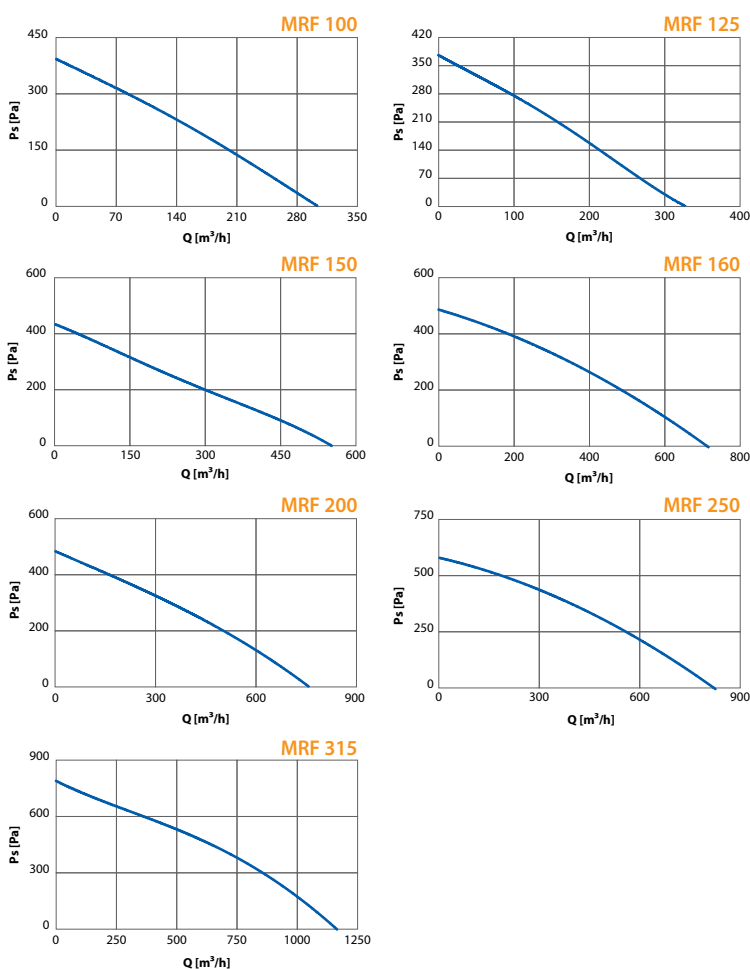 MRF 100
450
300
150
0
Ps [Pa]
0 70 140 210 280 350
Q [m³/h]
MRF 125
420
350
280
210
140
70
0
Ps [Pa]
0 100 200 300 400
Q [m³/h]
MRF 150
600
400
200
0
Ps [Pa]
0 150 300 450 600
Q [m³/h]
MRF 160
600
400
200
0
Ps [Pa]
0 200 400 600 800
Q [m³/h]
MRF 200
600
400
200
0
Ps [Pa]
0 300 600 900
Q [m³/h]
MRF 250
750
500
250
0
Ps [Pa]
0 300 600 900
Q [m³/h]
MRF 315
900
600
300
0
Ps [Pa]
0 250 500 750 1000 1250
Q [m³/h]